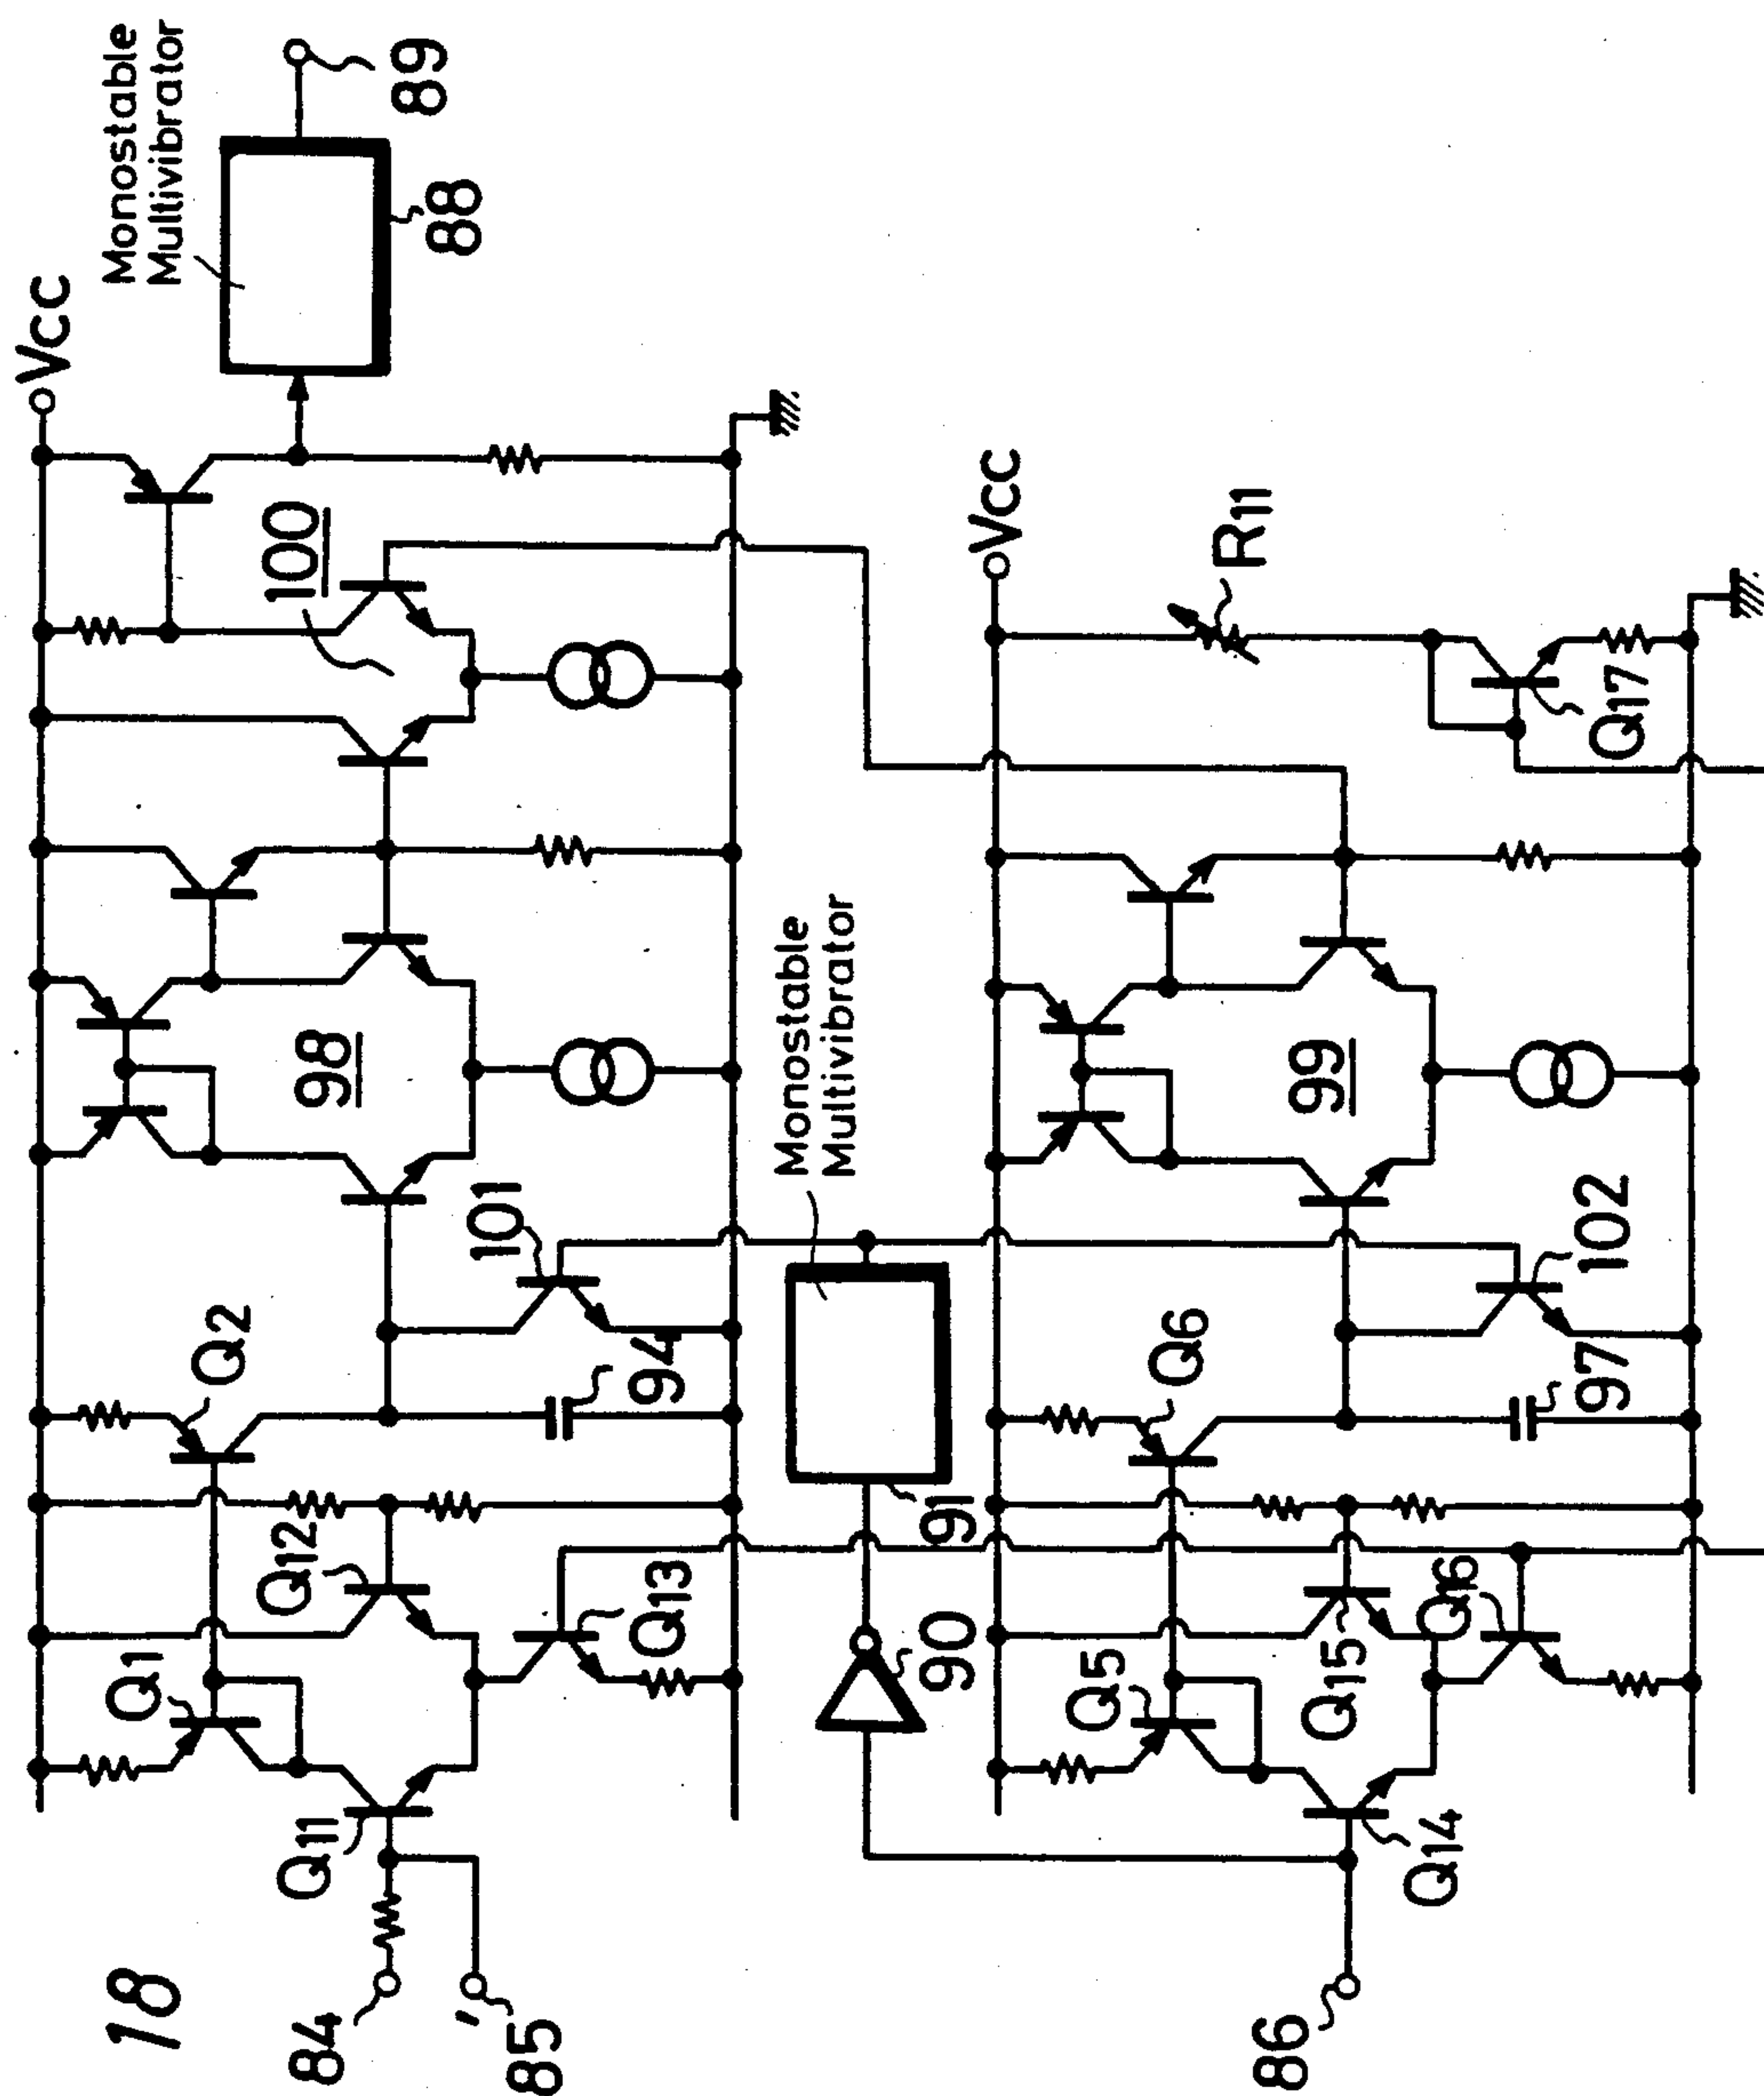 18
Monostable
Multivibrator
VCC
88
89
100
98
Q2
Q1
Q12
Q11
Q13
101
94
84
85
Monostable
Multivibrator
91
90
VCC
R11
Q17
99
102
97
Q6
Q5
Q15
Q16
Q14
86